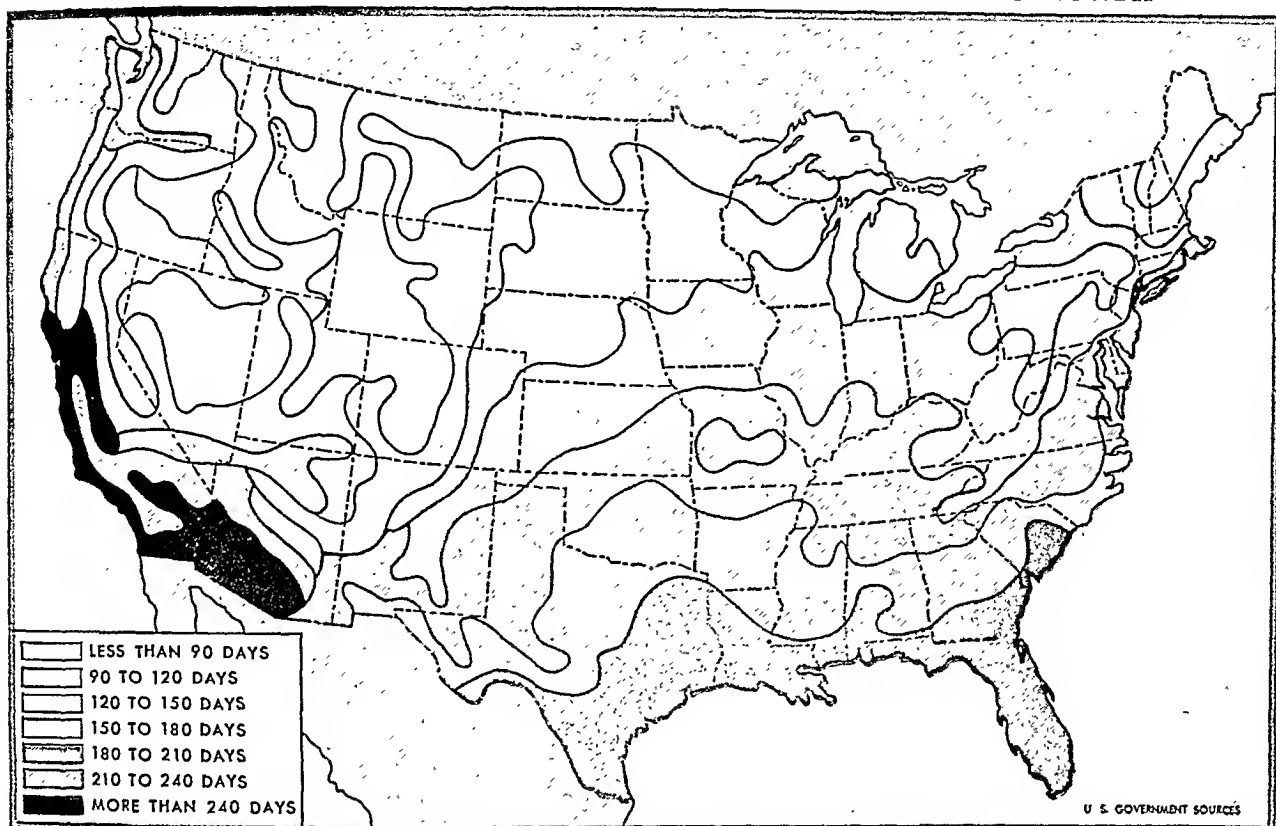 LESS THAN 90 DAYS
90 TO 120 DAYS
120 TO 150 DAYS
150 TO 180 DAYS
180 TO 210 DAYS
210 TO 240 DAYS
MORE THAN 240 DAYS
U S. GOVERNMENT SOURCES